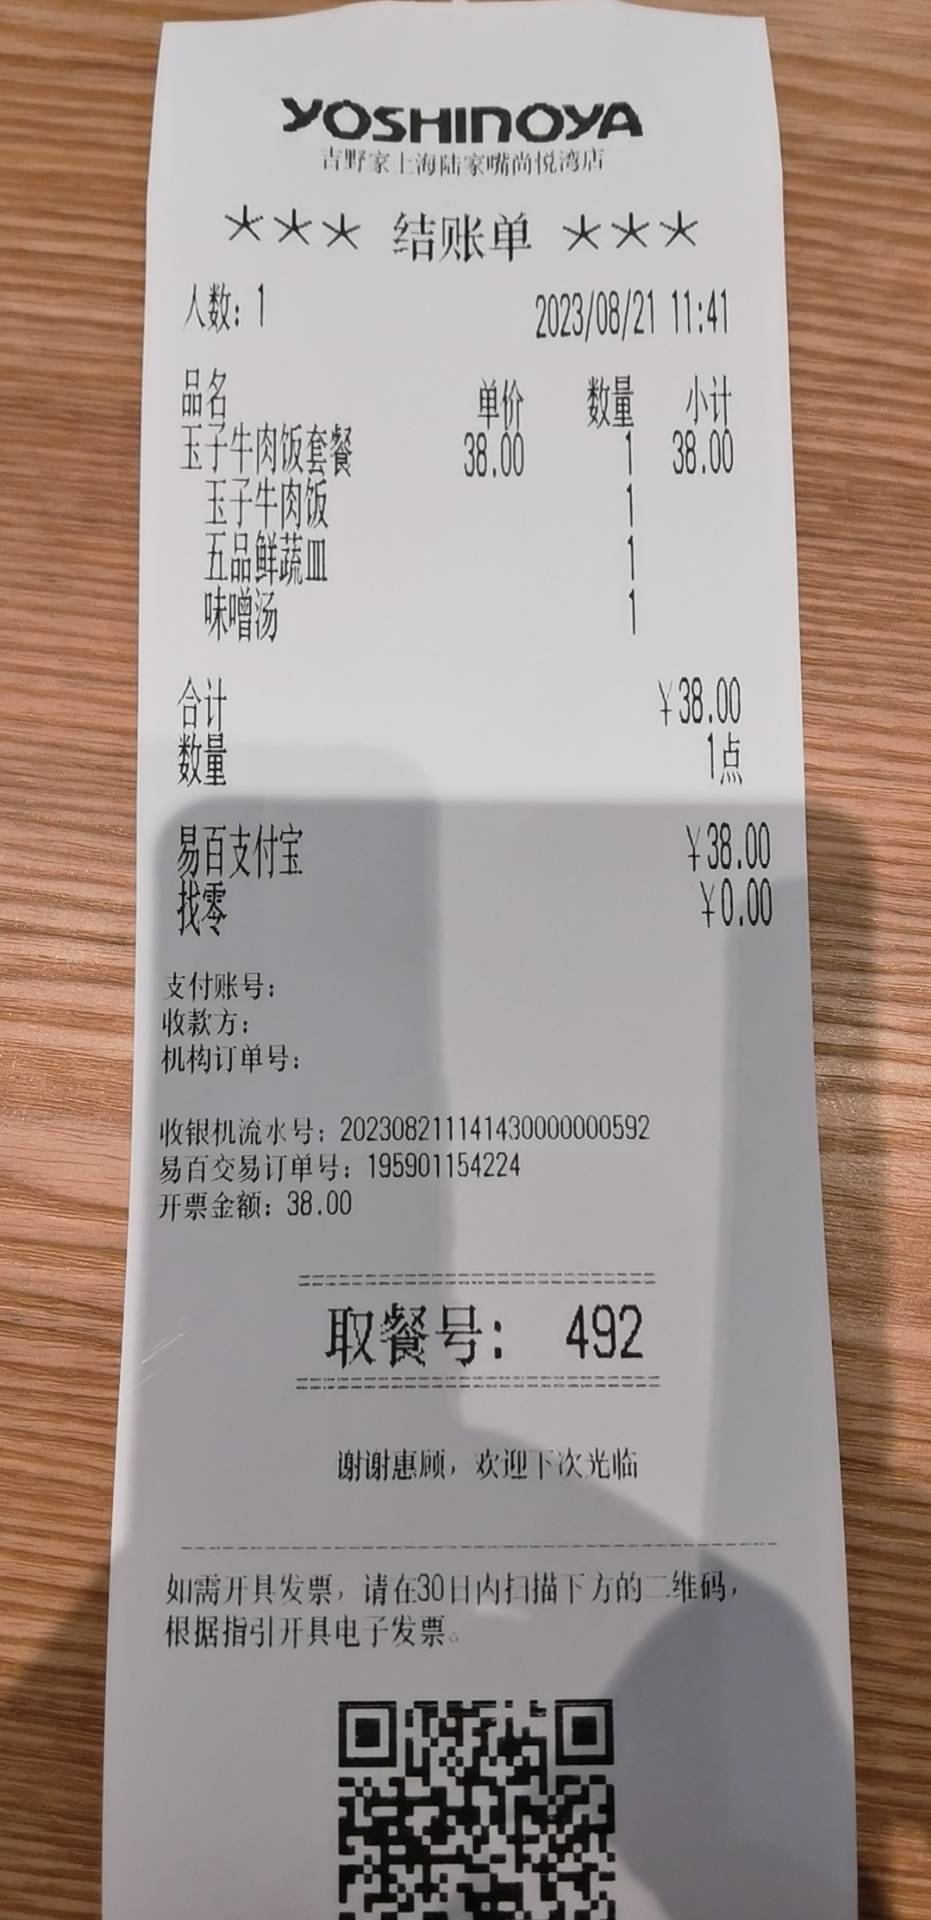 YOSHINOYA
吉野家上海陆家嘴尚悦湾店
*** 结账单 ***
人数: 1 2023/08/21 11:41
品名 单价 数量 小计
玉子牛肉饭套餐 38.00 1 38.00
玉子牛肉饭 1
五品鲜蔬皿 1
味噌汤 1
合计 ¥38.00
数量 1点
易百支付宝 ¥38.00
找零 ¥0.00
支付账号:
收款方:
机构订单号:
收银机流水号: 2023082111141430000000592
易百交易订单号: 195901154224
开票金额: 38.00
取餐号: 492
谢谢惠顾，欢迎下次光临
如需开具发票，请在30日内扫描下方的二维码，
根据指引开具电子发票。